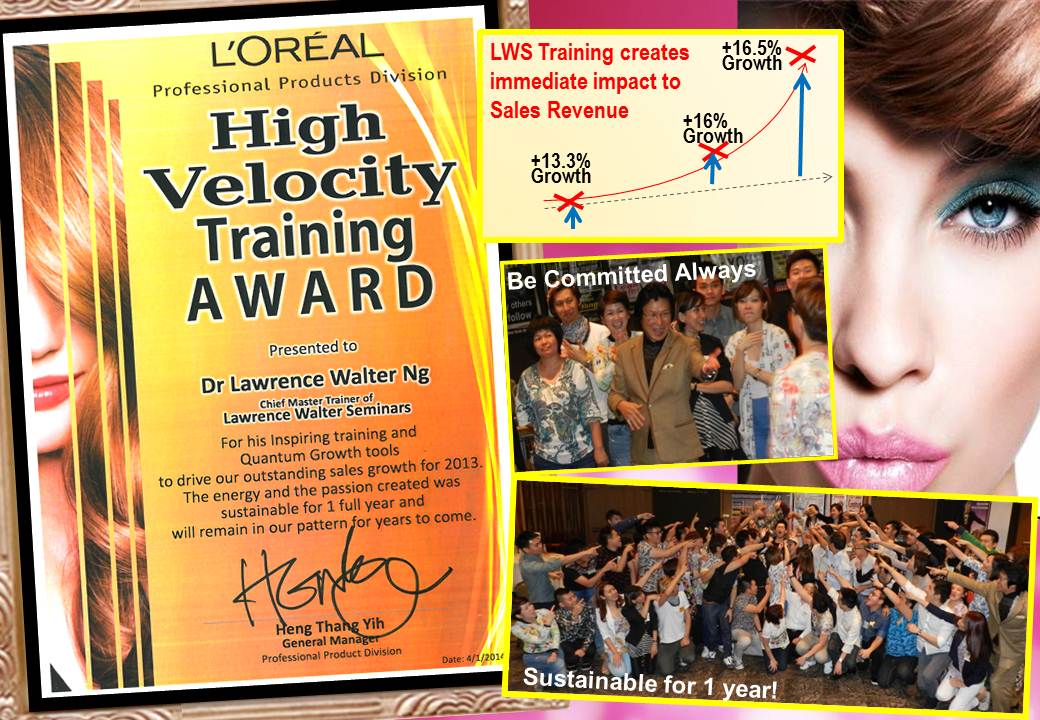 L'ORÉAL
Professional Products Division
High
Velocity
Training
AWARD
Presented to
Dr Lawrence Walter Ng
Chief Master Trainer of
Lawrence Walter Seminars
For his Inspiring training and
Quantum Growth tools
to drive our outstanding sales growth for 2013.
The energy and the passion created was
sustainable for 1 full year and
will remain in our pattern for years to come.
Heng Thang Yih
General Manager
Professional Product Division
Date: 4/1/2014
LWS Training creates
immediate impact to
Sales Revenue
+13.3%
Growth
+16%
Growth
+16.5%
Growth
Be Committed Always
others
follow
Sustainable for 1 year!